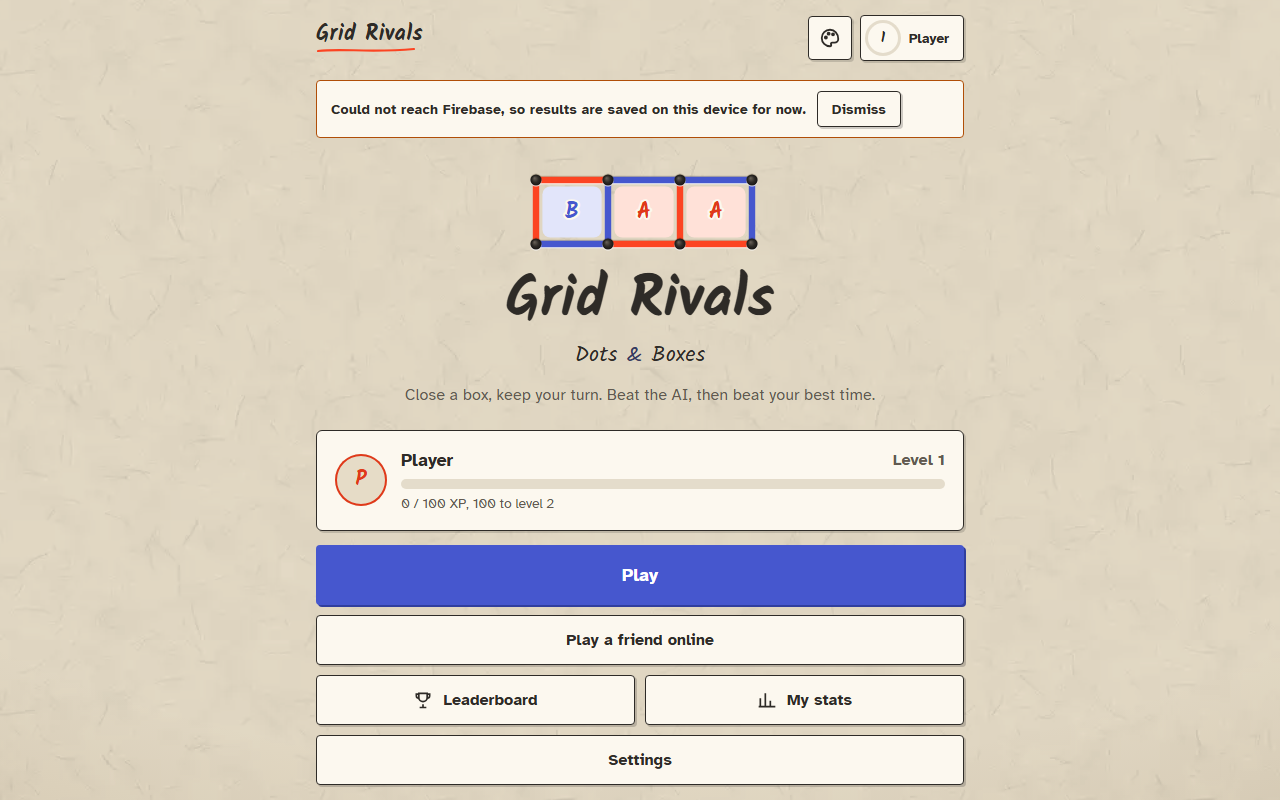 Grid Rivals
1 Player
Could not reach Firebase, so results are saved on this device for now. Dismiss
B A A
Grid Rivals
Dots & Boxes
Close a box, keep your turn. Beat the AI, then beat your best time.
P
Player Level 1
0 / 100 XP, 100 to level 2
Play
Play a friend online
Leaderboard My stats
Settings